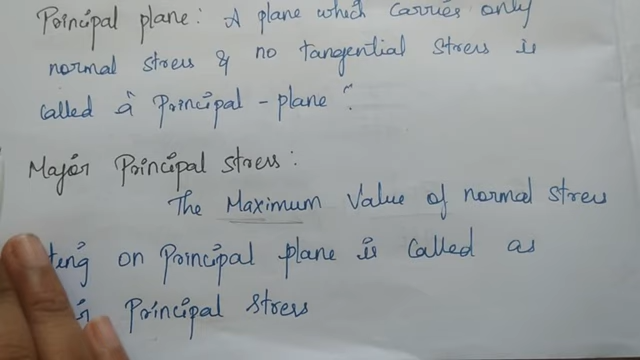 Principal plane: A plane which carries only
normal stress & no tangential stress is
called a "Principal-plane".
Major Principal stress:
The Maximum Value of normal stress
ting on principal plane is called as
Principal stress